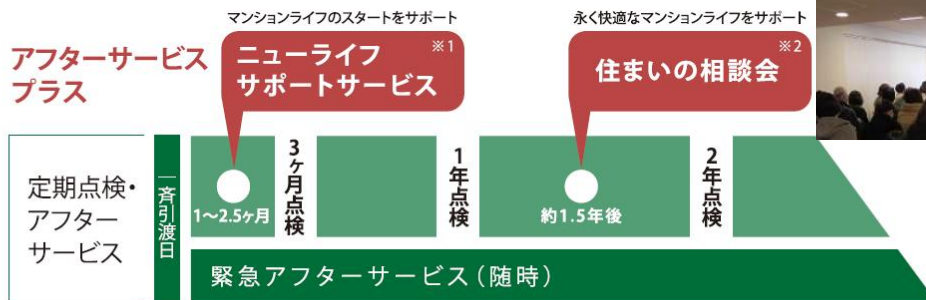 マンションライフのスタートをサポート
永く快適なマンションライフをサポート
アフターサービス
プラス
ニューライフ ※1
サポートサービス
住まいの相談会 ※2
定期点検・
アフター
サービス
一斉引渡日
1〜2.5ヶ月
3ヶ月点検
1年点検
約1.5年後
2年点検
緊急アフターサービス(随時)